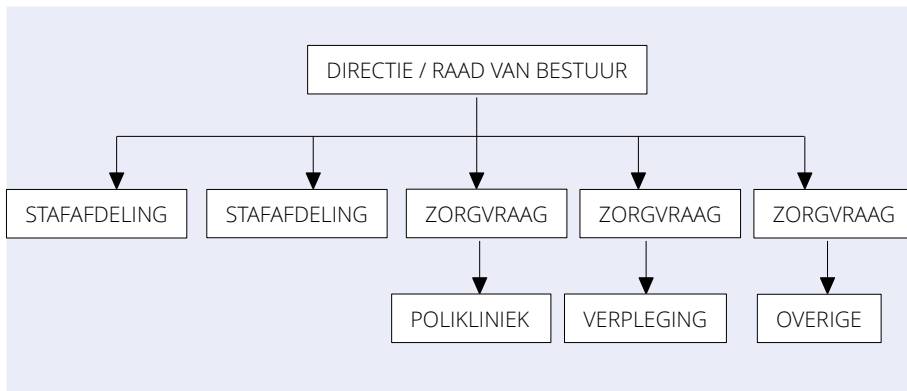 DIRECTIE / RAAD VAN BESTUUR
STAFAFDELING
STAFAFDELING
ZORGVRAAG
ZORGVRAAG
ZORGVRAAG
POLIKLINIEK
VERPLEGING
OVERIGE